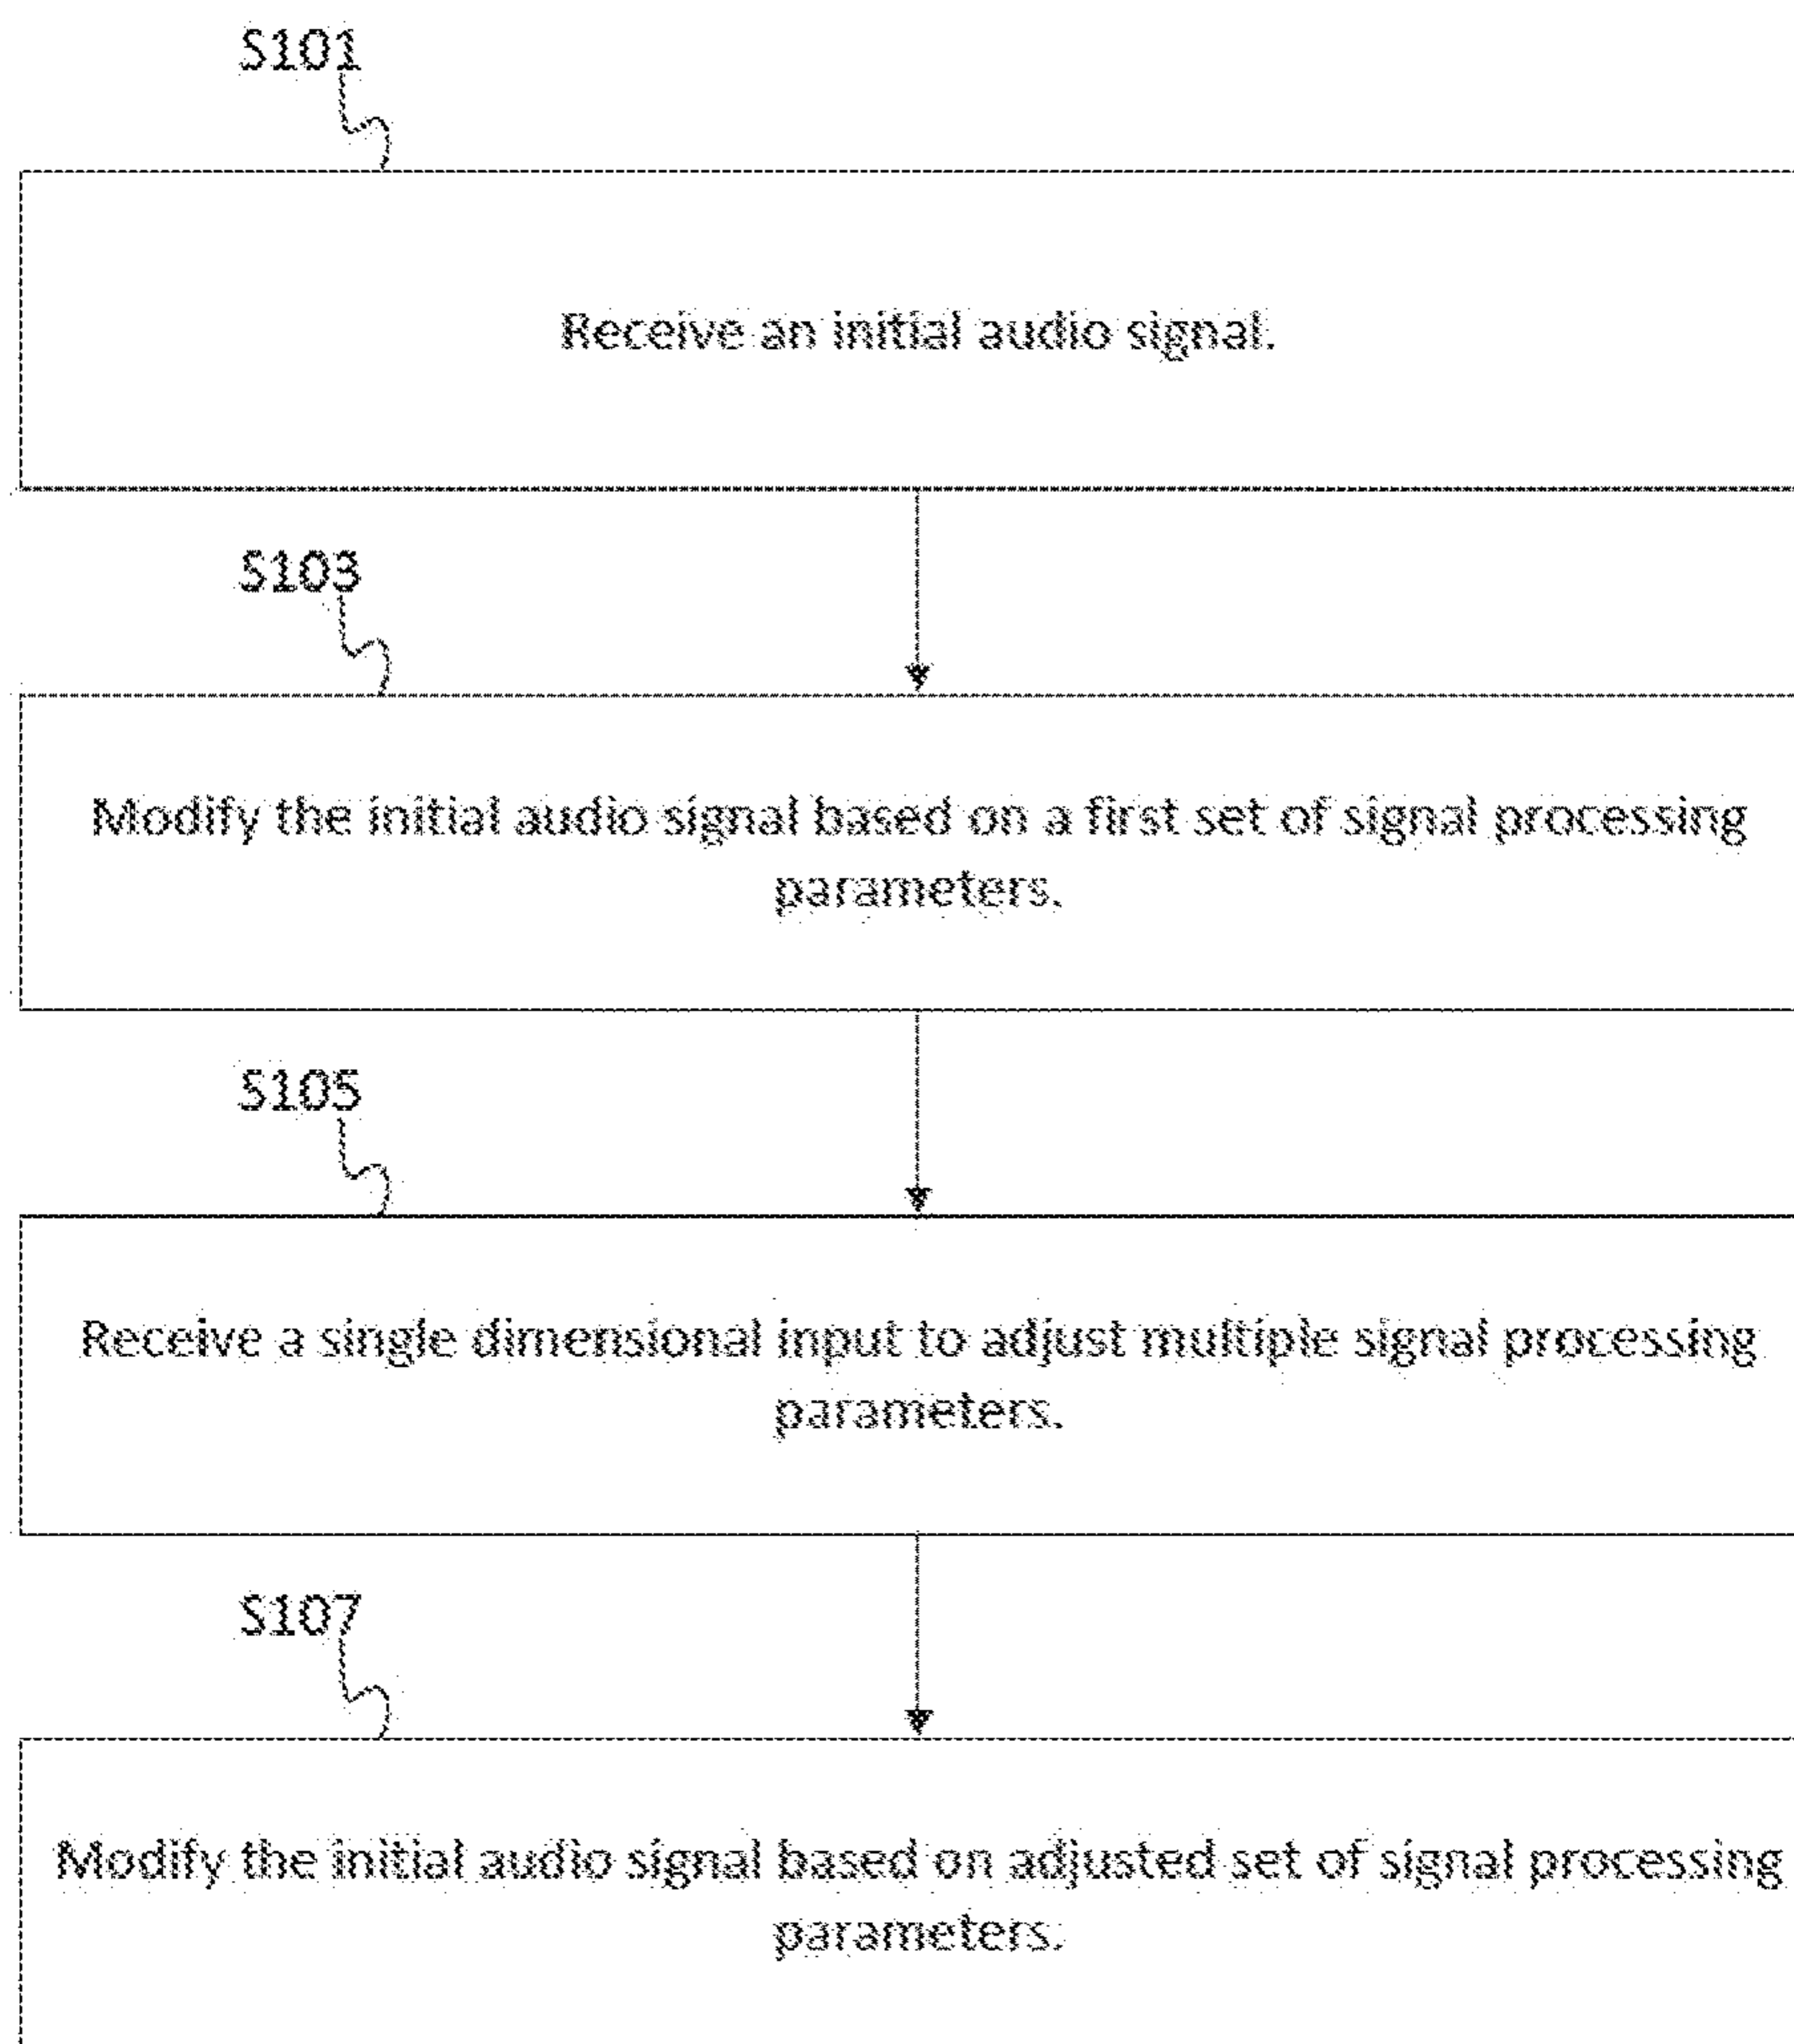 S101
Receive an initial audio signal.
S103
Modify the initial audio signal based on a first set of signal processing
parameters.
S105
Receive a single dimensional input to adjust multiple signal processing
parameters.
S107
Modify the initial audio signal based on adjusted set of signal processing
parameters.